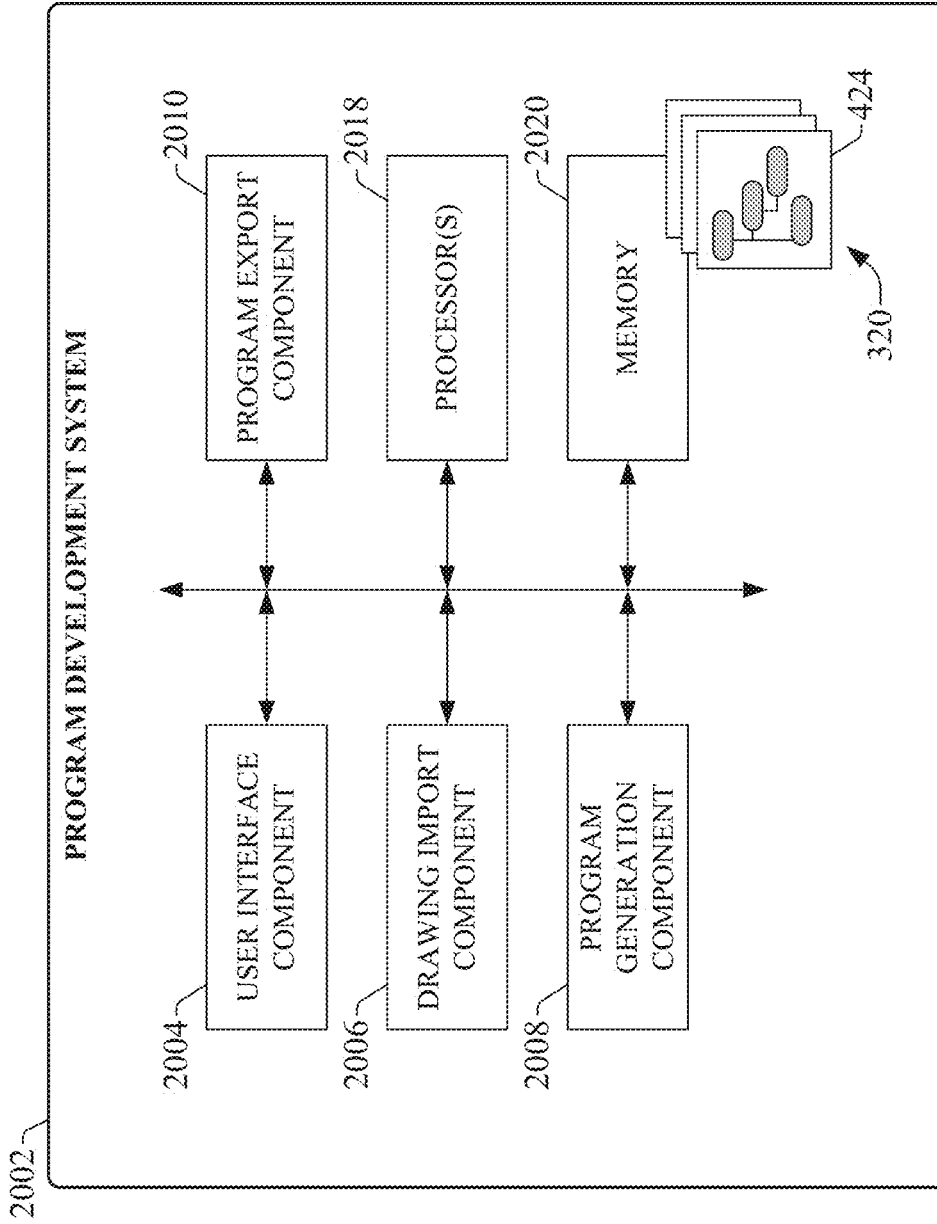 2002
PROGRAM DEVELOPMENT SYSTEM
2004
USER INTERFACE
COMPONENT
2006
DRAWING IMPORT
COMPONENT
2008
PROGRAM
GENERATION
COMPONENT
2010
PROGRAM EXPORT
COMPONENT
2018
PROCESSOR(S)
2020
MEMORY
424
320